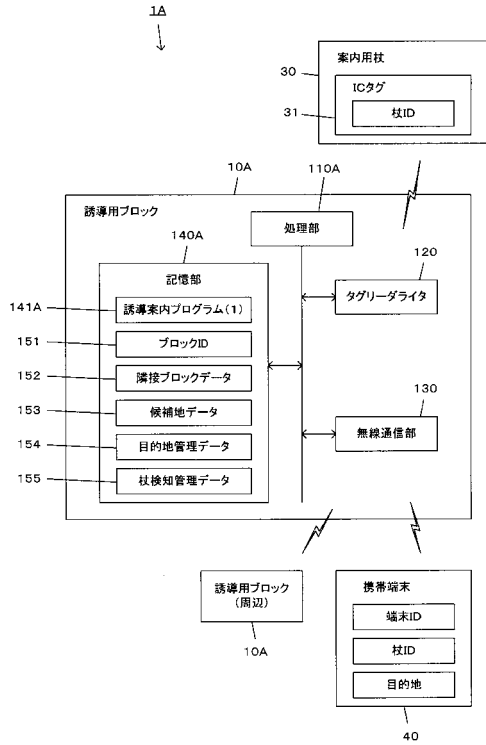 1A
案内用杖
30
ICタグ
31
杖ID
10A
110A
誘導用ブロック
処理部
140A
記憶部
120
141A
誘導案内プログラム(1)
タグリーダライタ
151
ブロックID
152
隣接ブロックデータ
153
候補地データ
130
154
目的地管理データ
無線通信部
155
杖検知管理データ
誘導用ブロック
(周辺)
10A
携帯端末
端末ID
杖ID
目的地
40